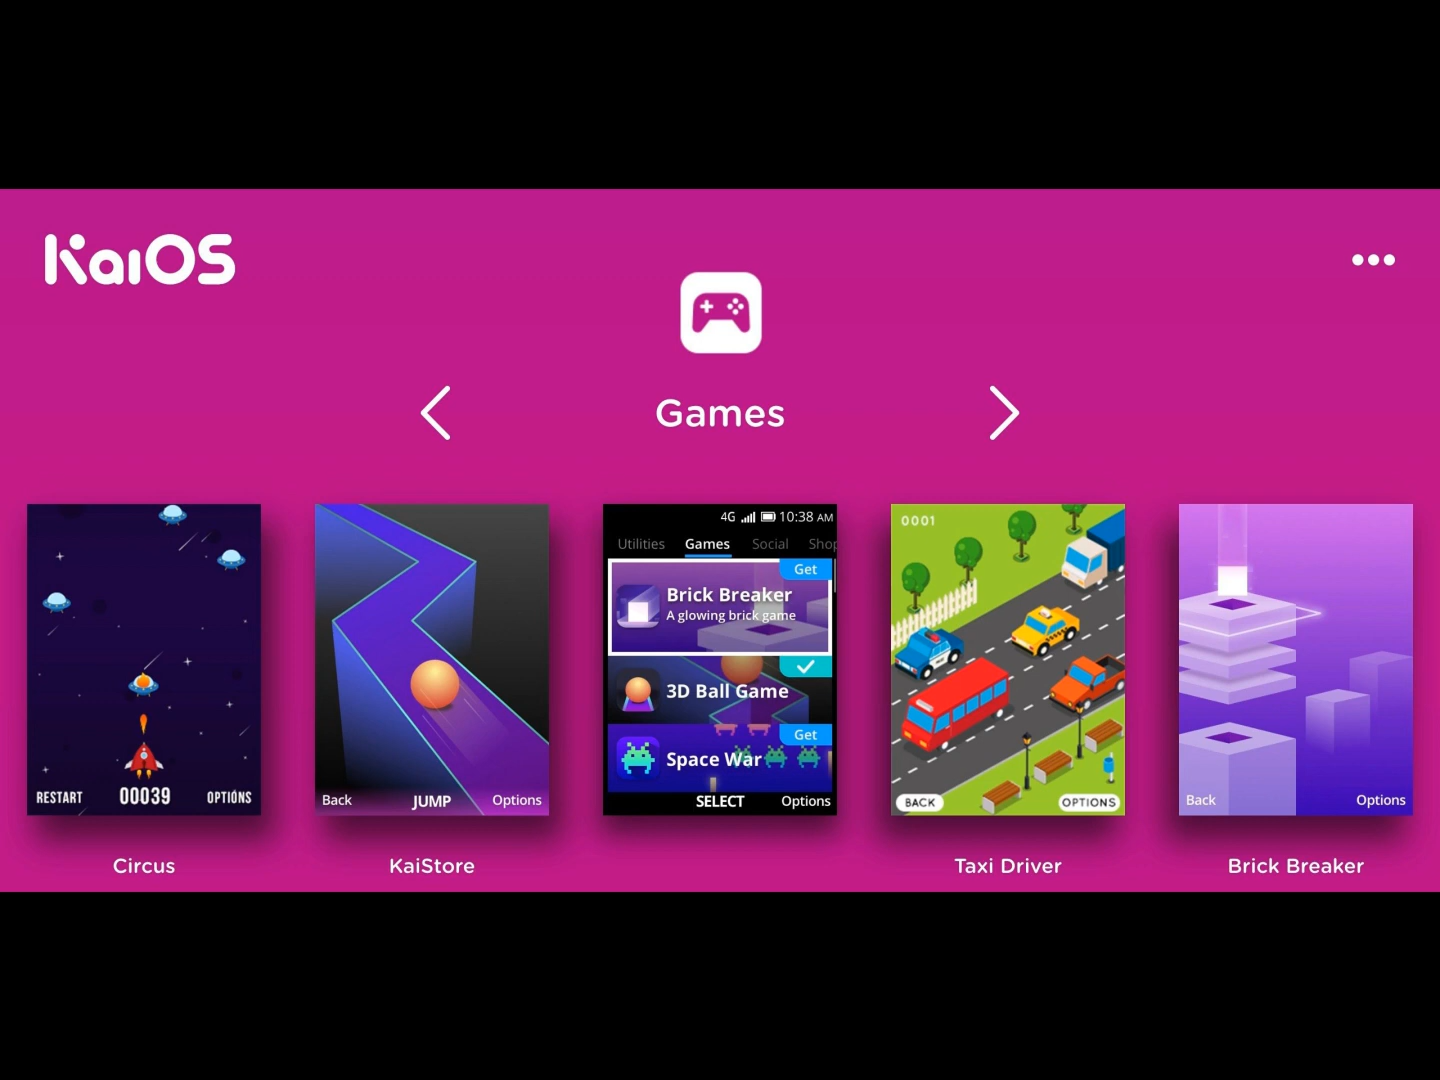 KaiOS
Games
RESTART 00039 OPTIÓNS
Circus
Back JUMP Options
KaiStore
4G 10:38 AM
Utilities Games Social Shop
Get
Brick Breaker
A glowing brick game
3D Ball Game
Get
Space War
SELECT Options
0001
BACK OPTIONS
Taxi Driver
Back Options
Brick Breaker